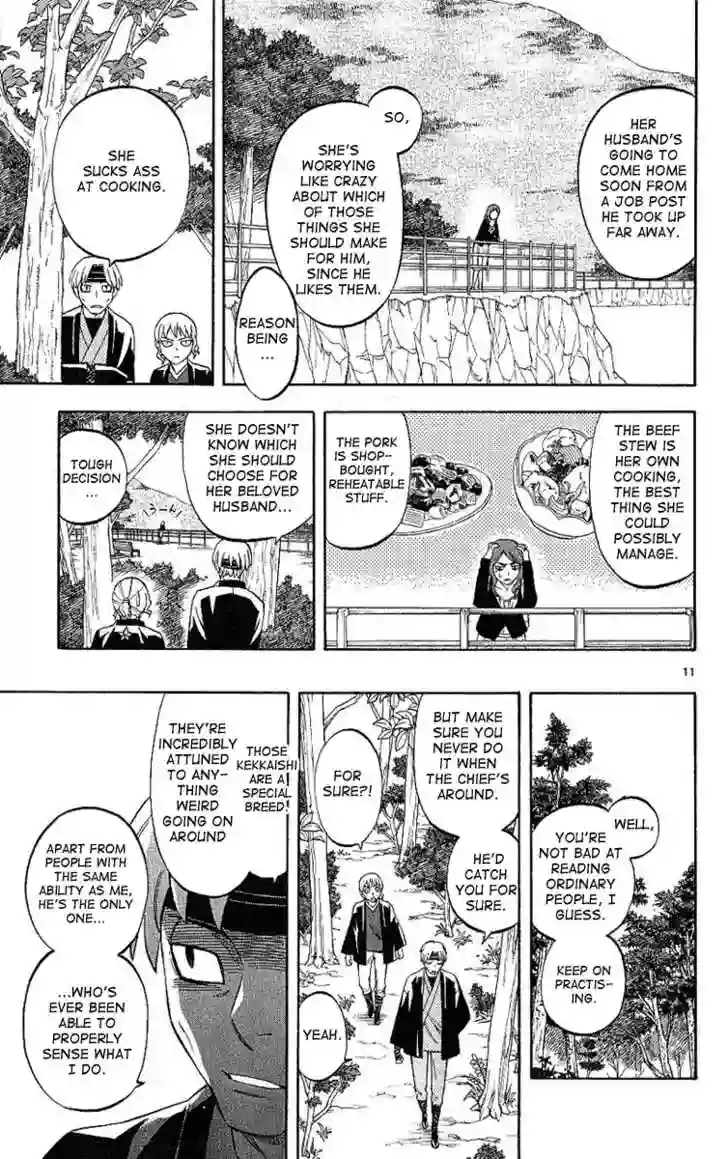 HER
HUSBAND'S
GOING TO
COME HOME
SOON FROM
A JOB POST
HE TOOK UP
FAR AWAY.
SO,
SHE'S
WORRYING
LIKE CRAZY
ABOUT WHICH
OF THOSE
THINGS SHE
SHOULD MAKE
FOR HIM,
SINCE HE
LIKES THEM.
REASON
BEING
...
SHE
SUCKS ASS
AT COOKING.
THE BEEF
STEW IS
HER OWN
COOKING,
THE BEST
THING SHE
COULD
POSSIBLY
MANAGE.
THE PORK
IS SHOP-
BOUGHT,
REHEATABLE
STUFF.
SHE DOESN'T
KNOW WHICH
SHE SHOULD
CHOOSE FOR
HER BELOVED
HUSBAND...
TOUGH
DECISION
...
11
WELL,
YOU'RE
NOT BAD AT
READING
ORDINARY
PEOPLE, I
GUESS.
KEEP ON
PRACTIS-
ING.
BUT MAKE
SURE YOU
NEVER DO
IT WHEN
THE CHIEF'S
AROUND.
HE'D
CATCH
YOU FOR
SURE.
FOR
SURE?!
YEAH.
THOSE
KEKKAISHI
ARE A
SPECIAL
BREED!
THEY'RE
INCREDIBLY
ATTUNED
TO ANY-
THING
WEIRD
GOING ON
AROUND
APART FROM
PEOPLE WITH
THE SAME
ABILITY AS ME,
HE'S THE ONLY
ONE...
...WHO'S
EVER BEEN
ABLE TO
PROPERLY
SENSE WHAT
I DO.